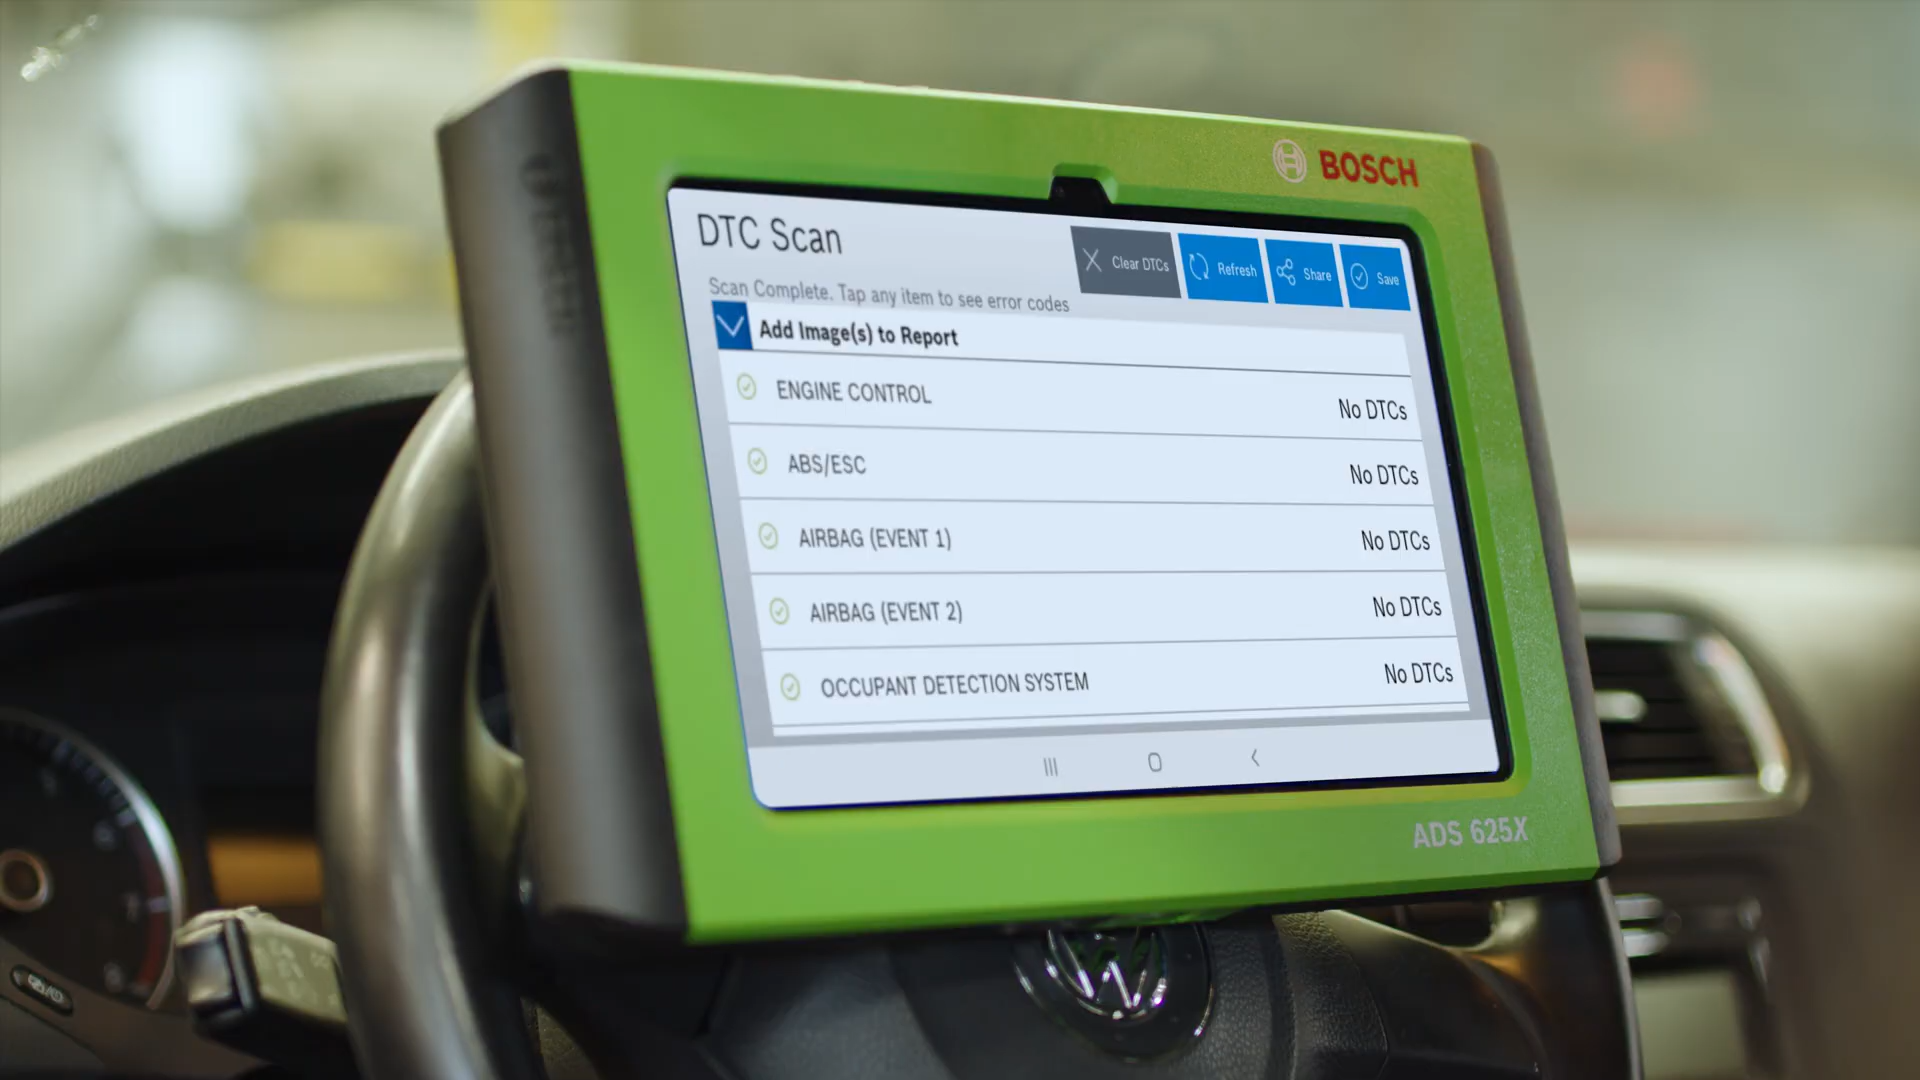 BOSCH
DTC Scan
Clear DTCs
Refresh
Share
Save
Scan Complete. Tap any item to see error codes
Add Image(s) to Report
ENGINE CONTROL No DTCs
ABS/ESC No DTCs
AIRBAG (EVENT 1) No DTCs
AIRBAG (EVENT 2) No DTCs
OCCUPANT DETECTION SYSTEM No DTCs
ADS 625X